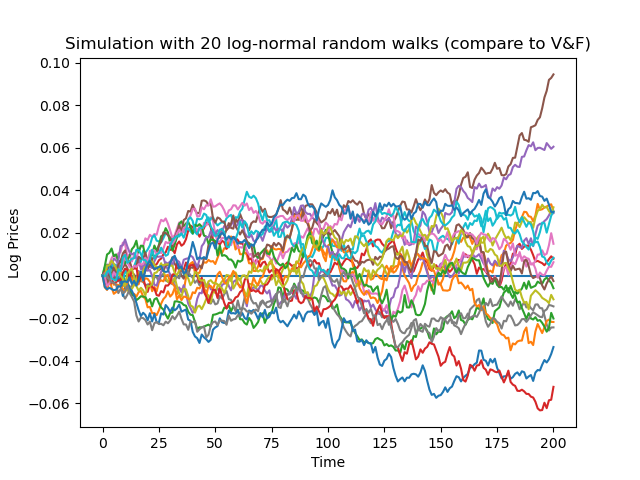 Simulation with 20 log-normal random walks (compare to V&F)
0.10
0.08
0.06
0.04
0.02
0.00
−0.02
−0.04
−0.06
Log Prices
0 25 50 75 100 125 150 175 200
Time